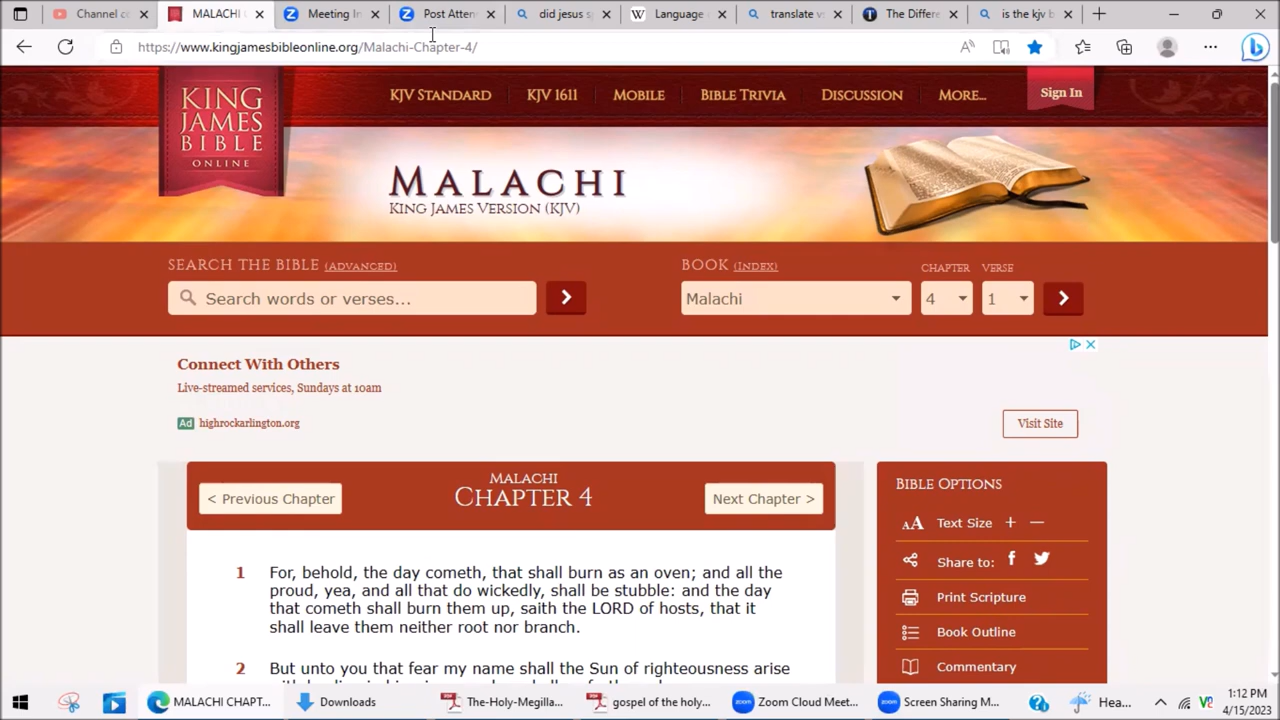 Channel c
MALACHI
Meeting In
Post Atten
did jesus sp
Language
translate v
The Differe
is the kjv b
https://www.kingjamesbibleonline.org/Malachi-Chapter-4/
KING
JAMES
BIBLE
ONLINE
KJV STANDARD
KJV 1611
MOBILE
BIBLE TRIVIA
DISCUSSION
MORE...
Sign In
MALACHI
KING JAMES VERSION (KJV)
SEARCH THE BIBLE (ADVANCED)
BOOK (INDEX)
CHAPTER
VERSE
Search words or verses...
Malachi
4
1
Connect With Others
Live-streamed services, Sundays at 10am
Ad highrockarlington.org
Visit Site
< Previous Chapter
MALACHI
CHAPTER 4
Next Chapter >
1 For, behold, the day cometh, that shall burn as an oven; and all the
proud, yea, and all that do wickedly, shall be stubble: and the day
that cometh shall burn them up, saith the LORD of hosts, that it
shall leave them neither root nor branch.
2 But unto you that fear my name shall the Sun of righteousness arise
BIBLE OPTIONS
AA Text Size + —
Share to:
Print Scripture
Book Outline
Commentary
MALACHI CHAPT...
Downloads
The-Holy-Megilla...
gospel of the holy...
Zoom Cloud Meet...
Screen Sharing M...
Hea...
1:12 PM
4/15/2023